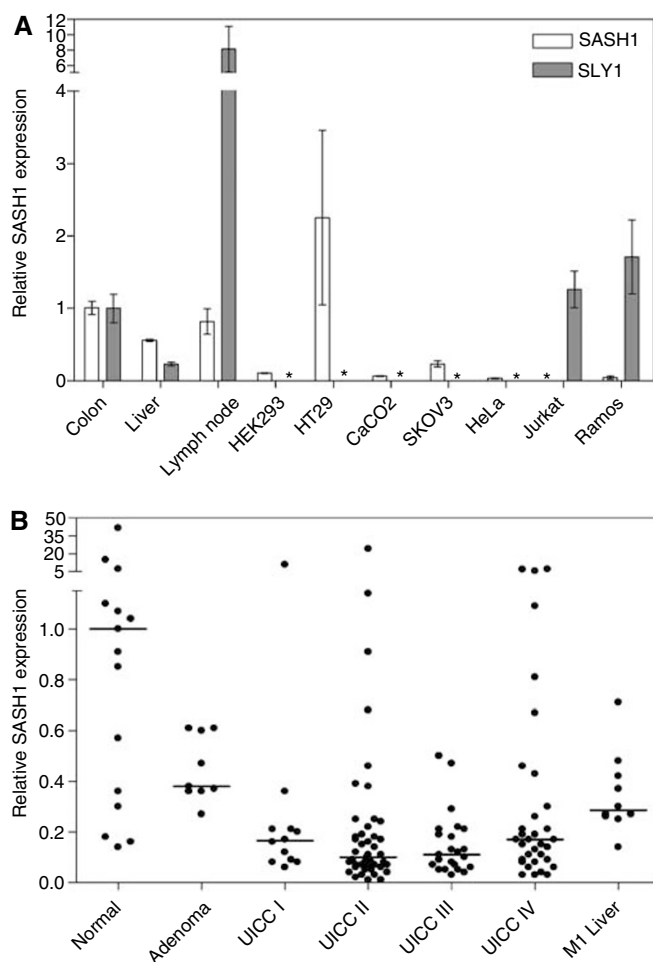 A
SASH1
SLY1
Relative SASH1 expression
12
10
8
6
4
3
2
1
0
* * * * * *
Colon
Liver
Lymph node
HEK293
HT29
CaCO2
SKOV3
HeLa
Jurkat
Ramos
B
Relative SASH1 expression
50
35
20
5
1.0
0.8
0.6
0.4
0.2
0.0
Normal
Adenoma
UICC I
UICC II
UICC III
UICC IV
M1 Liver